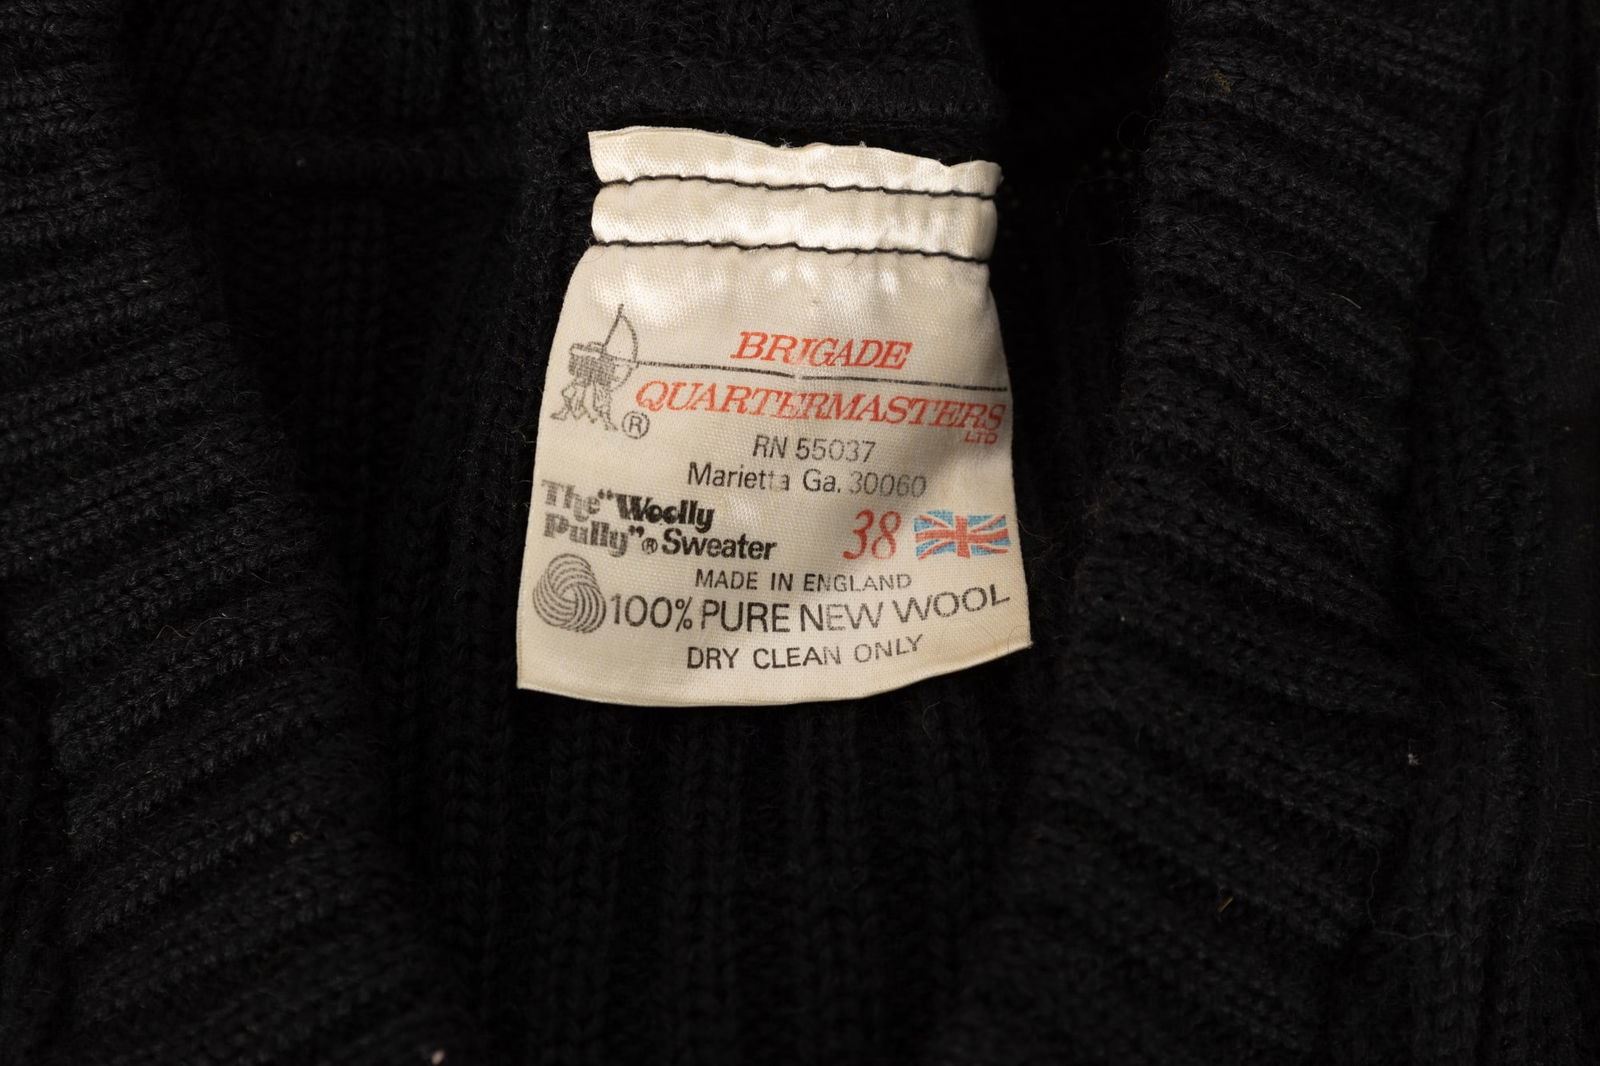 BRIGADE
QUARTERMASTERS
LTD
®
RN 55037
Marietta Ga. 30060
The "Woolly
Pully"® Sweater
38
MADE IN ENGLAND
100% PURE NEW WOOL
DRY CLEAN ONLY